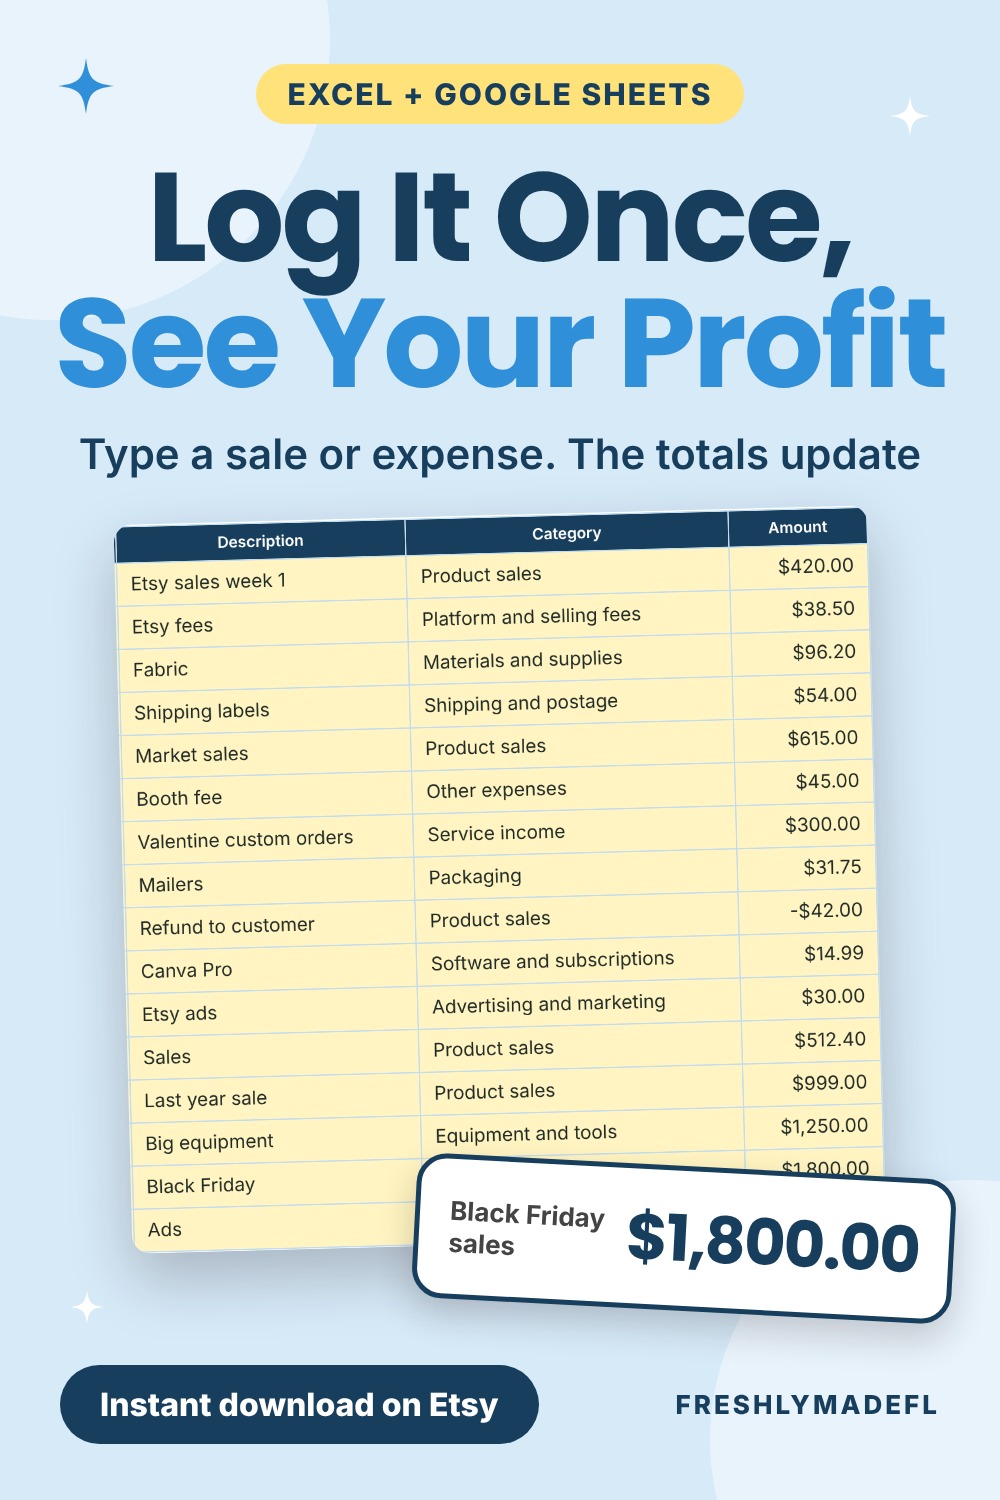 EXCEL + GOOGLE SHEETS
Log It Once,
See Your Profit
Type a sale or expense. The totals update
Description Category Amount
Etsy sales week 1 Product sales $420.00
Etsy fees Platform and selling fees $38.50
Fabric Materials and supplies $96.20
Shipping labels Shipping and postage $54.00
Market sales Product sales $615.00
Booth fee Other expenses $45.00
Valentine custom orders Service income $300.00
Mailers Packaging $31.75
Refund to customer Product sales -$42.00
Canva Pro Software and subscriptions $14.99
Etsy ads Advertising and marketing $30.00
Sales Product sales $512.40
Last year sale Product sales $999.00
Big equipment Equipment and tools $1,250.00
Black Friday $1,800.00
Ads
Black Friday
sales
$1,800.00
Instant download on Etsy
FRESHLYMADEFL